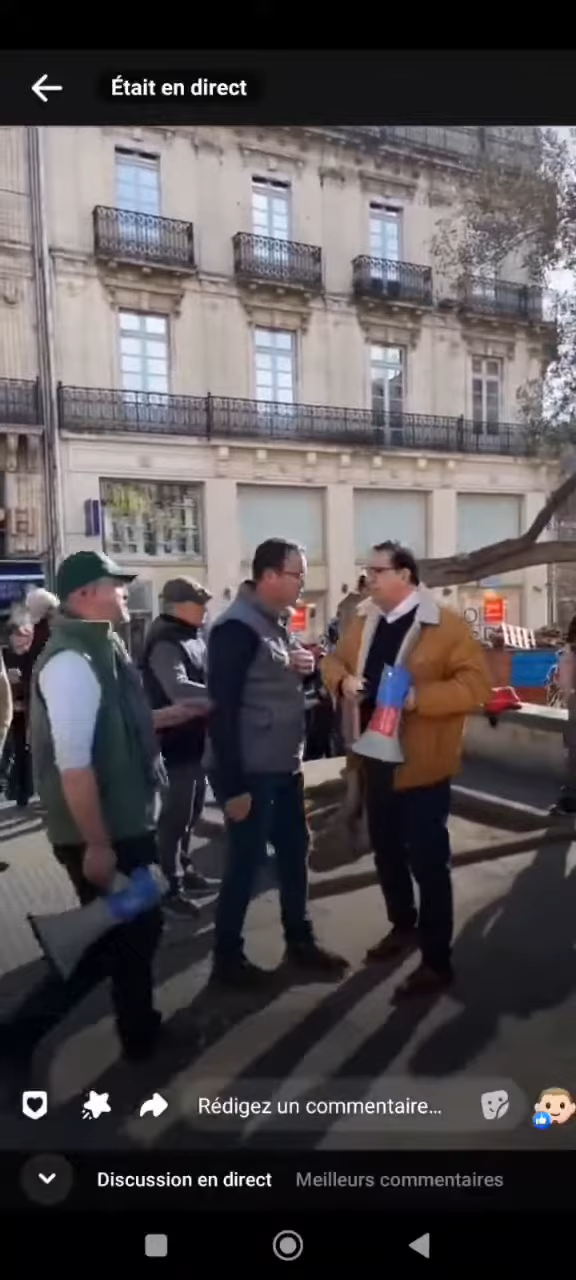 Était en direct
Rédigez un commentaire...
Discussion en direct
Meilleurs commentaires